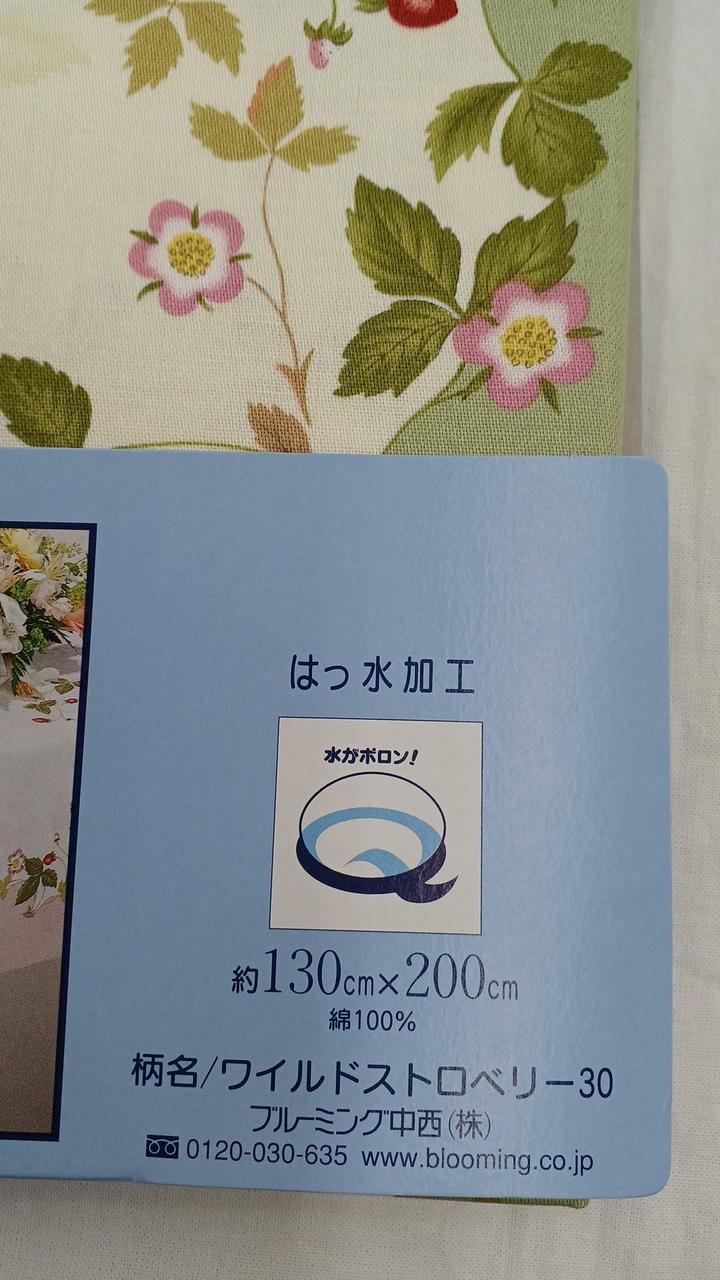 はっ水加工
水がポロン!
約130cm×200cm
綿100%
柄名/ワイルドストロベリー30
ブルーミング中西(株)
0120-030-635 www.blooming.co.jp